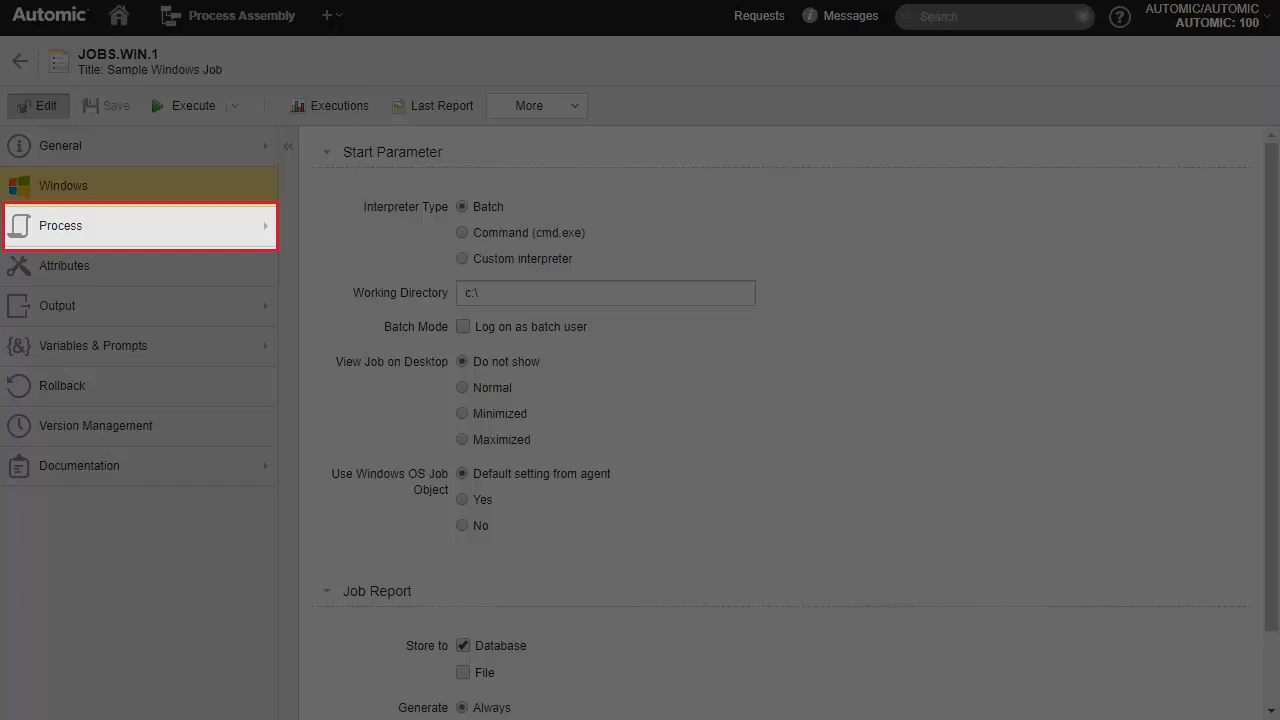 Automic
Process Assembly
Requests
Messages
Search
AUTOMIC/AUTOMIC
AUTOMIC: 100
JOBS.WIN.1
Title: Sample Windows Job
Edit
Save
Execute
Executions
Last Report
More
General
Windows
Process
Attributes
Output
Variables & Prompts
Rollback
Version Management
Documentation
Start Parameter
Interpreter Type
Batch
Command (cmd.exe)
Custom interpreter
Working Directory
c:\
Batch Mode
Log on as batch user
View Job on Desktop
Do not show
Normal
Minimized
Maximized
Use Windows OS Job
Object
Default setting from agent
Yes
No
Job Report
Store to
Database
File
Generate
Always